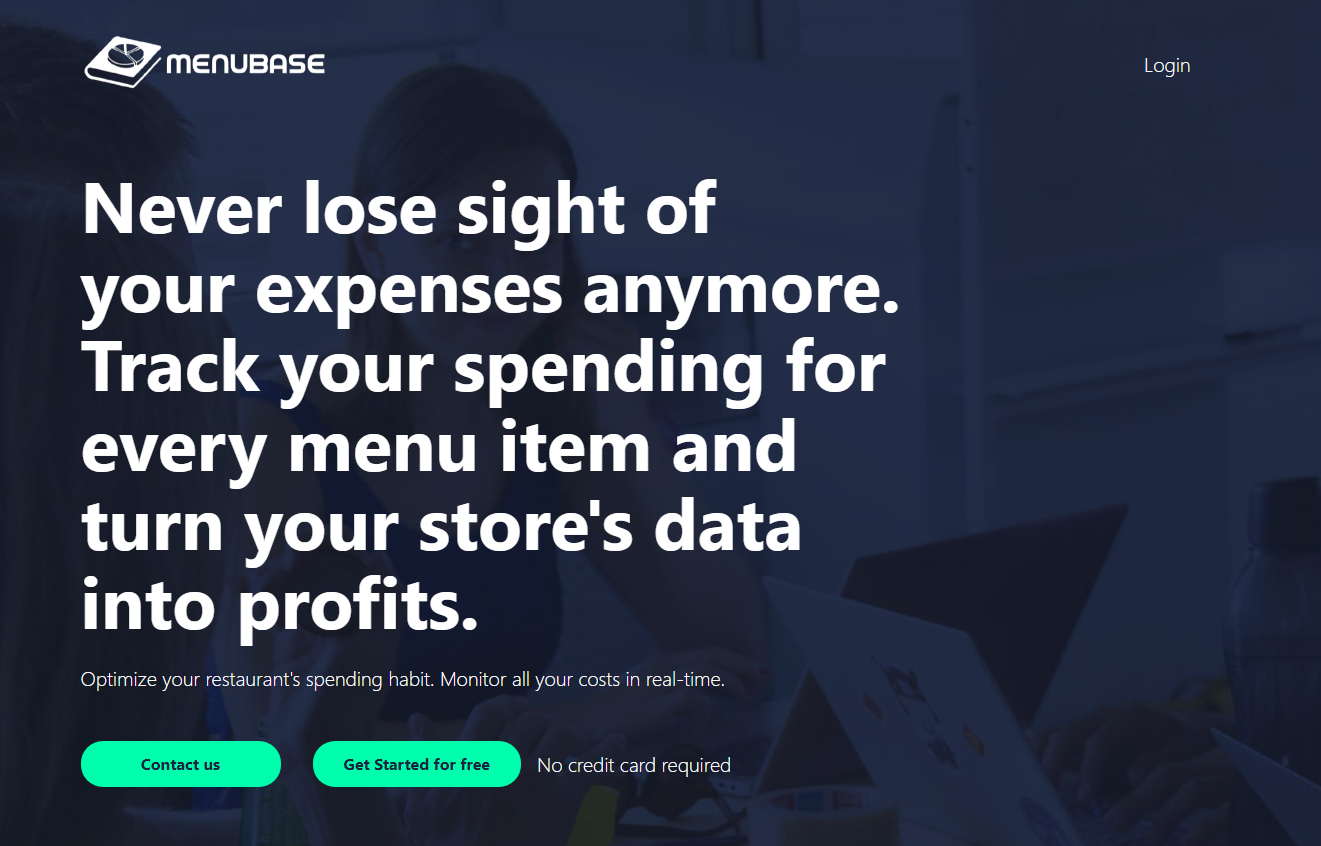 MENUBASE
Login
Never lose sight of
your expenses anymore.
Track your spending for
every menu item and
turn your store's data
into profits.
Optimize your restaurant's spending habit. Monitor all your costs in real-time.
Contact us
Get Started for free
No credit card required